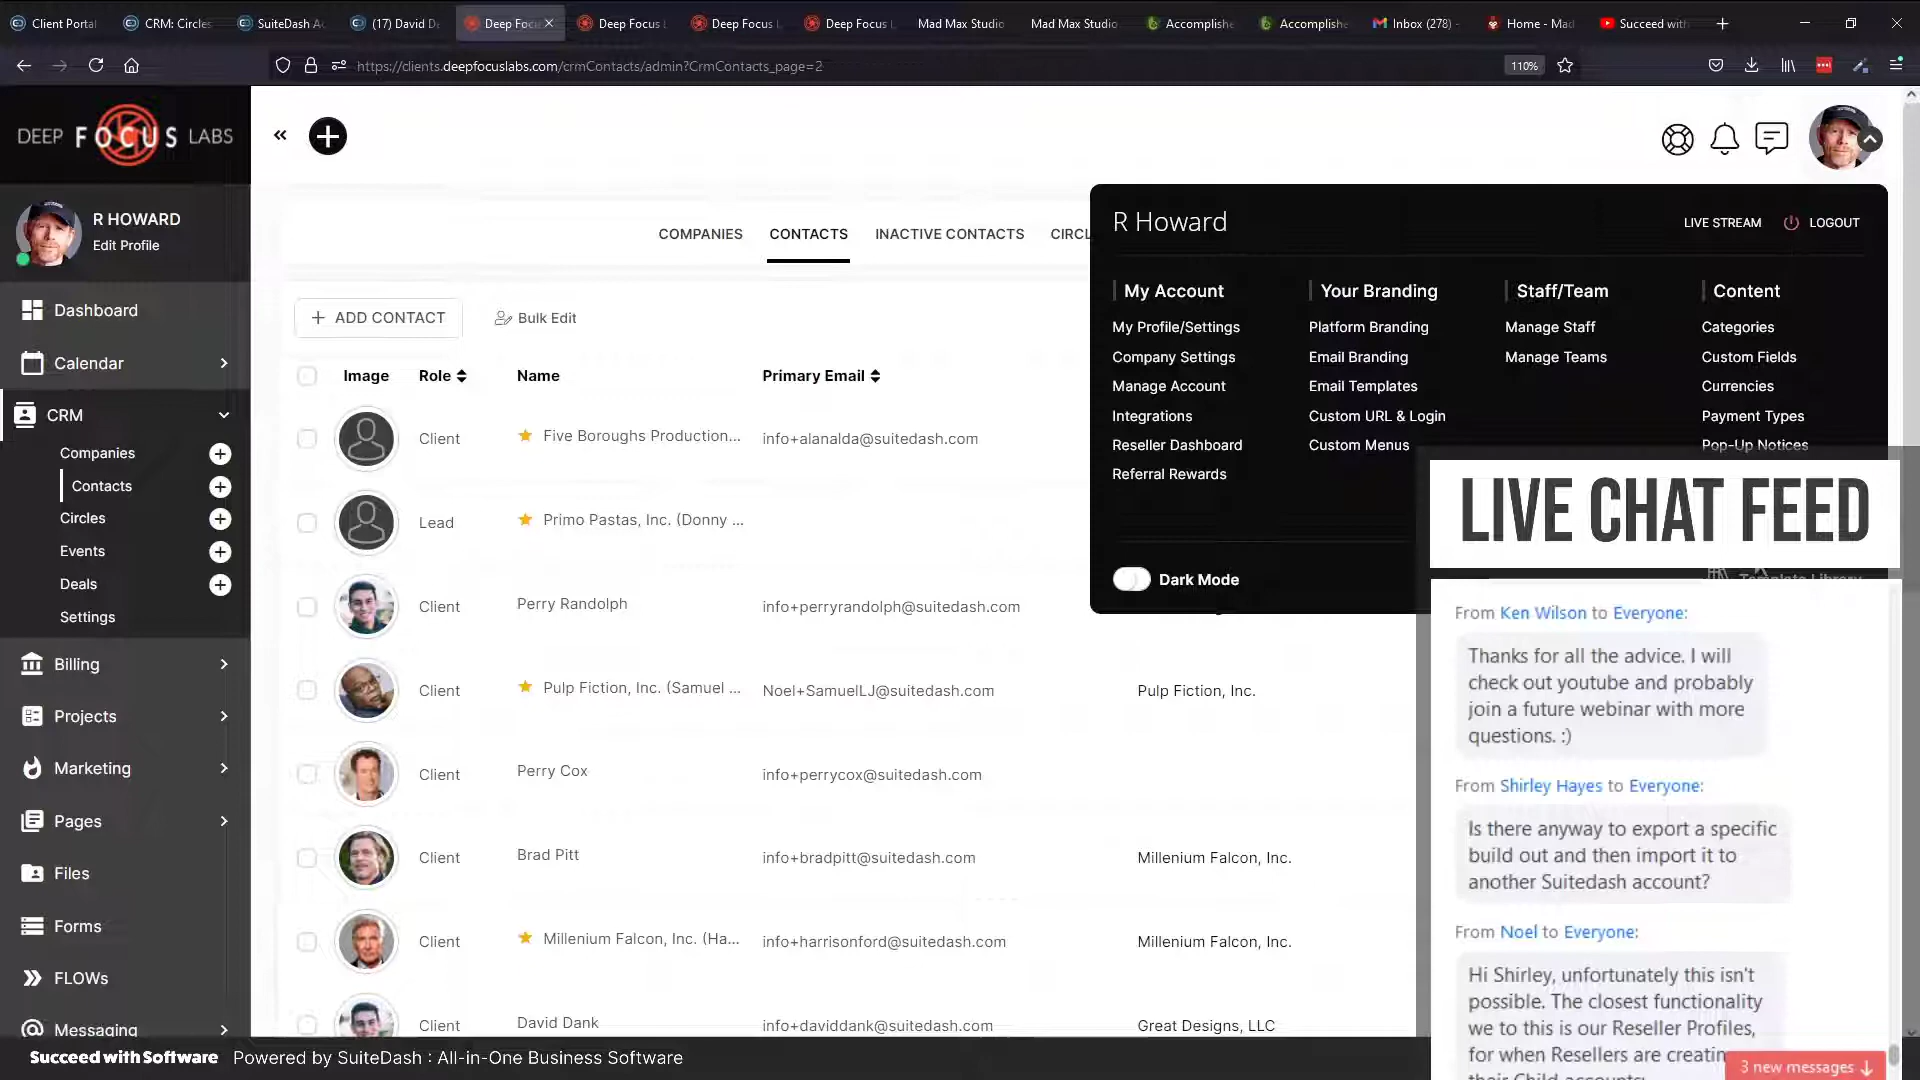 Client Portal
CRM: Circles
SuiteDash Ac
(17) David D
Deep Focu
Deep Focus L
Deep Focus L
Deep Focus L
Mad Max Studio
Mad Max Studio
Accomplishe
Accomplishe
Inbox (278) -
Home - Mad
Succeed with
https://clients.deepfocuslabs.com/crmContacts/admin?CrmContacts_page=2
110%
DEEP FOCUS LABS
R HOWARD
Edit Profile
Dashboard
Calendar
CRM
Companies
Contacts
Circles
Events
Deals
Settings
Billing
Projects
Marketing
Pages
Files
Forms
FLOWs
Messaging
COMPANIES
CONTACTS
INACTIVE CONTACTS
CIRCL
ADD CONTACT
Bulk Edit
Image
Role
Name
Primary Email
Client
Five Boroughs Production...
info+alanalda@suitedash.com
Lead
Primo Pastas, Inc. (Donny ...
Client
Perry Randolph
info+perryrandolph@suitedash.com
Client
Pulp Fiction, Inc. (Samuel ...
Noel+SamuelLJ@suitedash.com
Pulp Fiction, Inc.
Client
Perry Cox
info+perrycox@suitedash.com
Client
Brad Pitt
info+bradpitt@suitedash.com
Millenium Falcon, Inc.
Client
Millenium Falcon, Inc. (Ha...
info+harrisonford@suitedash.com
Millenium Falcon, Inc.
Client
David Dank
info+daviddank@suitedash.com
Great Designs, LLC
R Howard
LIVE STREAM
LOGOUT
My Account
My Profile/Settings
Company Settings
Manage Account
Integrations
Reseller Dashboard
Referral Rewards
Your Branding
Platform Branding
Email Branding
Email Templates
Custom URL & Login
Custom Menus
Staff/Team
Manage Staff
Manage Teams
Content
Categories
Custom Fields
Currencies
Payment Types
Pop-Up Notices
Template Library
Dark Mode
LIVE CHAT FEED
From Ken Wilson to Everyone:
Thanks for all the advice. I will
check out youtube and probably
join a future webinar with more
questions. :)
From Shirley Hayes to Everyone:
Is there anyway to export a specific
build out and then import it to
another Suitedash account?
From Noel to Everyone:
Hi Shirley, unfortunately this isn't
possible. The closest functionality
we to this is our Reseller Profiles,
for when Resellers are creatin
their Child accounts:
3 new messages
Succeed with Software
Powered by SuiteDash : All-in-One Business Software